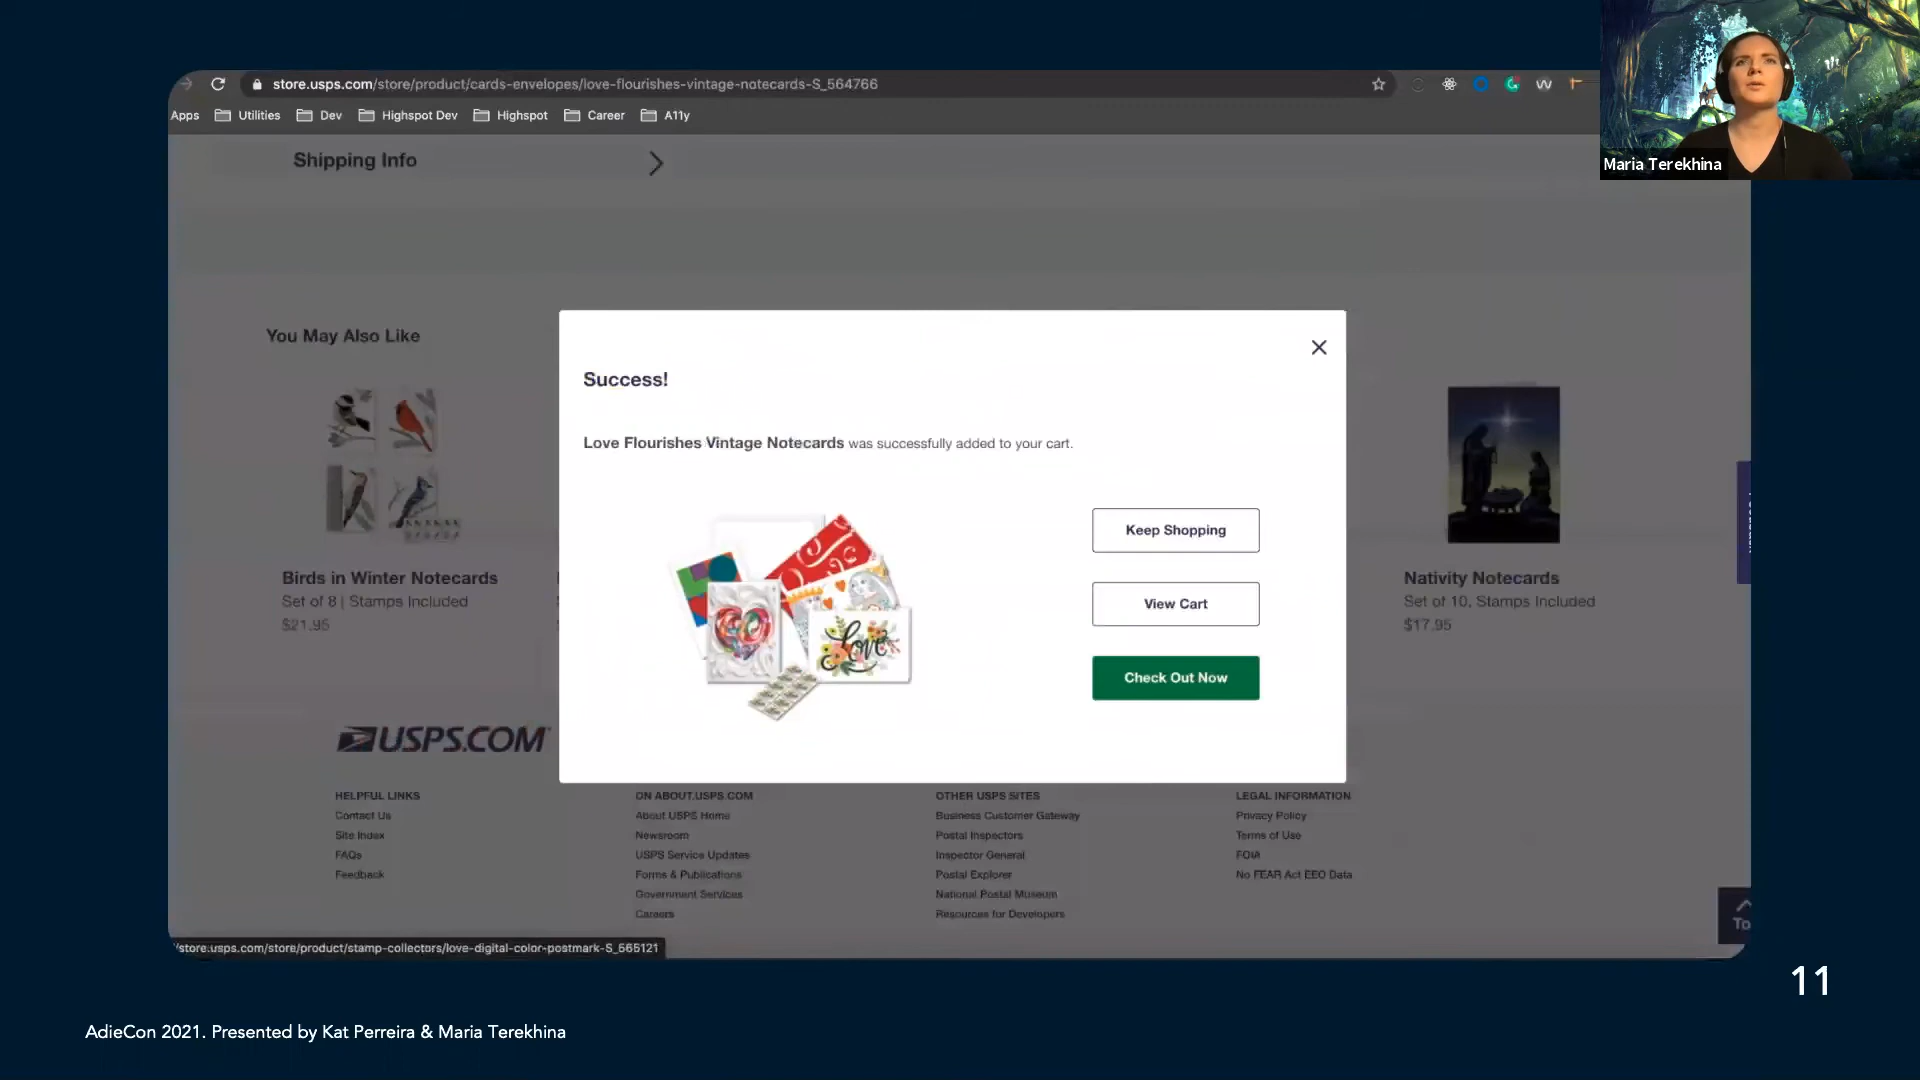 store.usps.com/store/product/cards-envelopes/love-flourishes-vintage-notecards-S_564766
Apps Utilities Dev Highspot Dev Highspot Career A11y
Maria Terekhina
Shipping Info
You May Also Like
Success!
Love Flourishes Vintage Notecards was successfully added to your cart.
Keep Shopping
View Cart
Check Out Now
Love
Birds in Winter Notecards
Set of 8 | Stamps Included
$21.95
Nativity Notecards
Set of 10, Stamps Included
$17.95
USPS.COM
HELPFUL LINKS
Contact Us
Site Index
FAQs
Feedback
ON ABOUT.USPS.COM
About USPS Home
Newsroom
USPS Service Updates
Forms & Publications
Government Services
Careers
OTHER USPS SITES
Business Customer Gateway
Postal Inspectors
Inspector General
Postal Explorer
National Postal Museum
Resources for Developers
LEGAL INFORMATION
Privacy Policy
Terms of Use
FOIA
No FEAR Act EEO Data
To
/store.usps.com/store/product/stamp-collectors/love-digital-color-postmark-S_565121
11
AdieCon 2021. Presented by Kat Perreira & Maria Terekhina